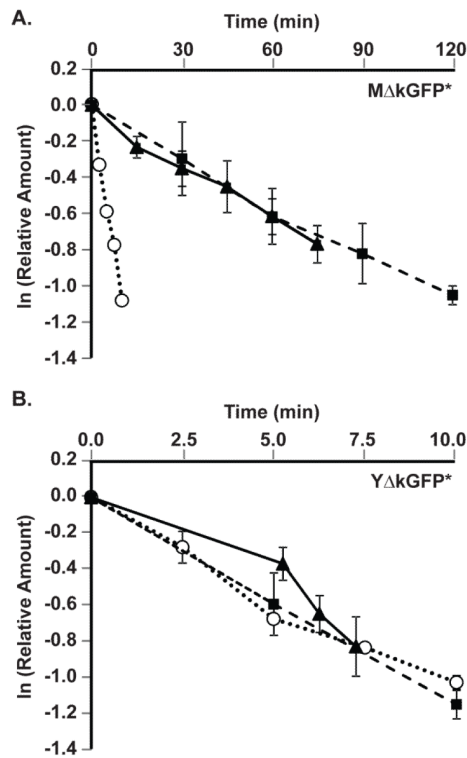 A.
Time (min)
0 30 60 90 120
MΔkGFP*
0.2
0.0
-0.2
-0.4
-0.6
-0.8
-1.0
-1.2
-1.4
ln (Relative Amount)
B.
Time (min)
0.0 2.5 5.0 7.5 10.0
YΔkGFP*
0.2
0.0
-0.2
-0.4
-0.6
-0.8
-1.0
-1.2
-1.4
ln (Relative Amount)